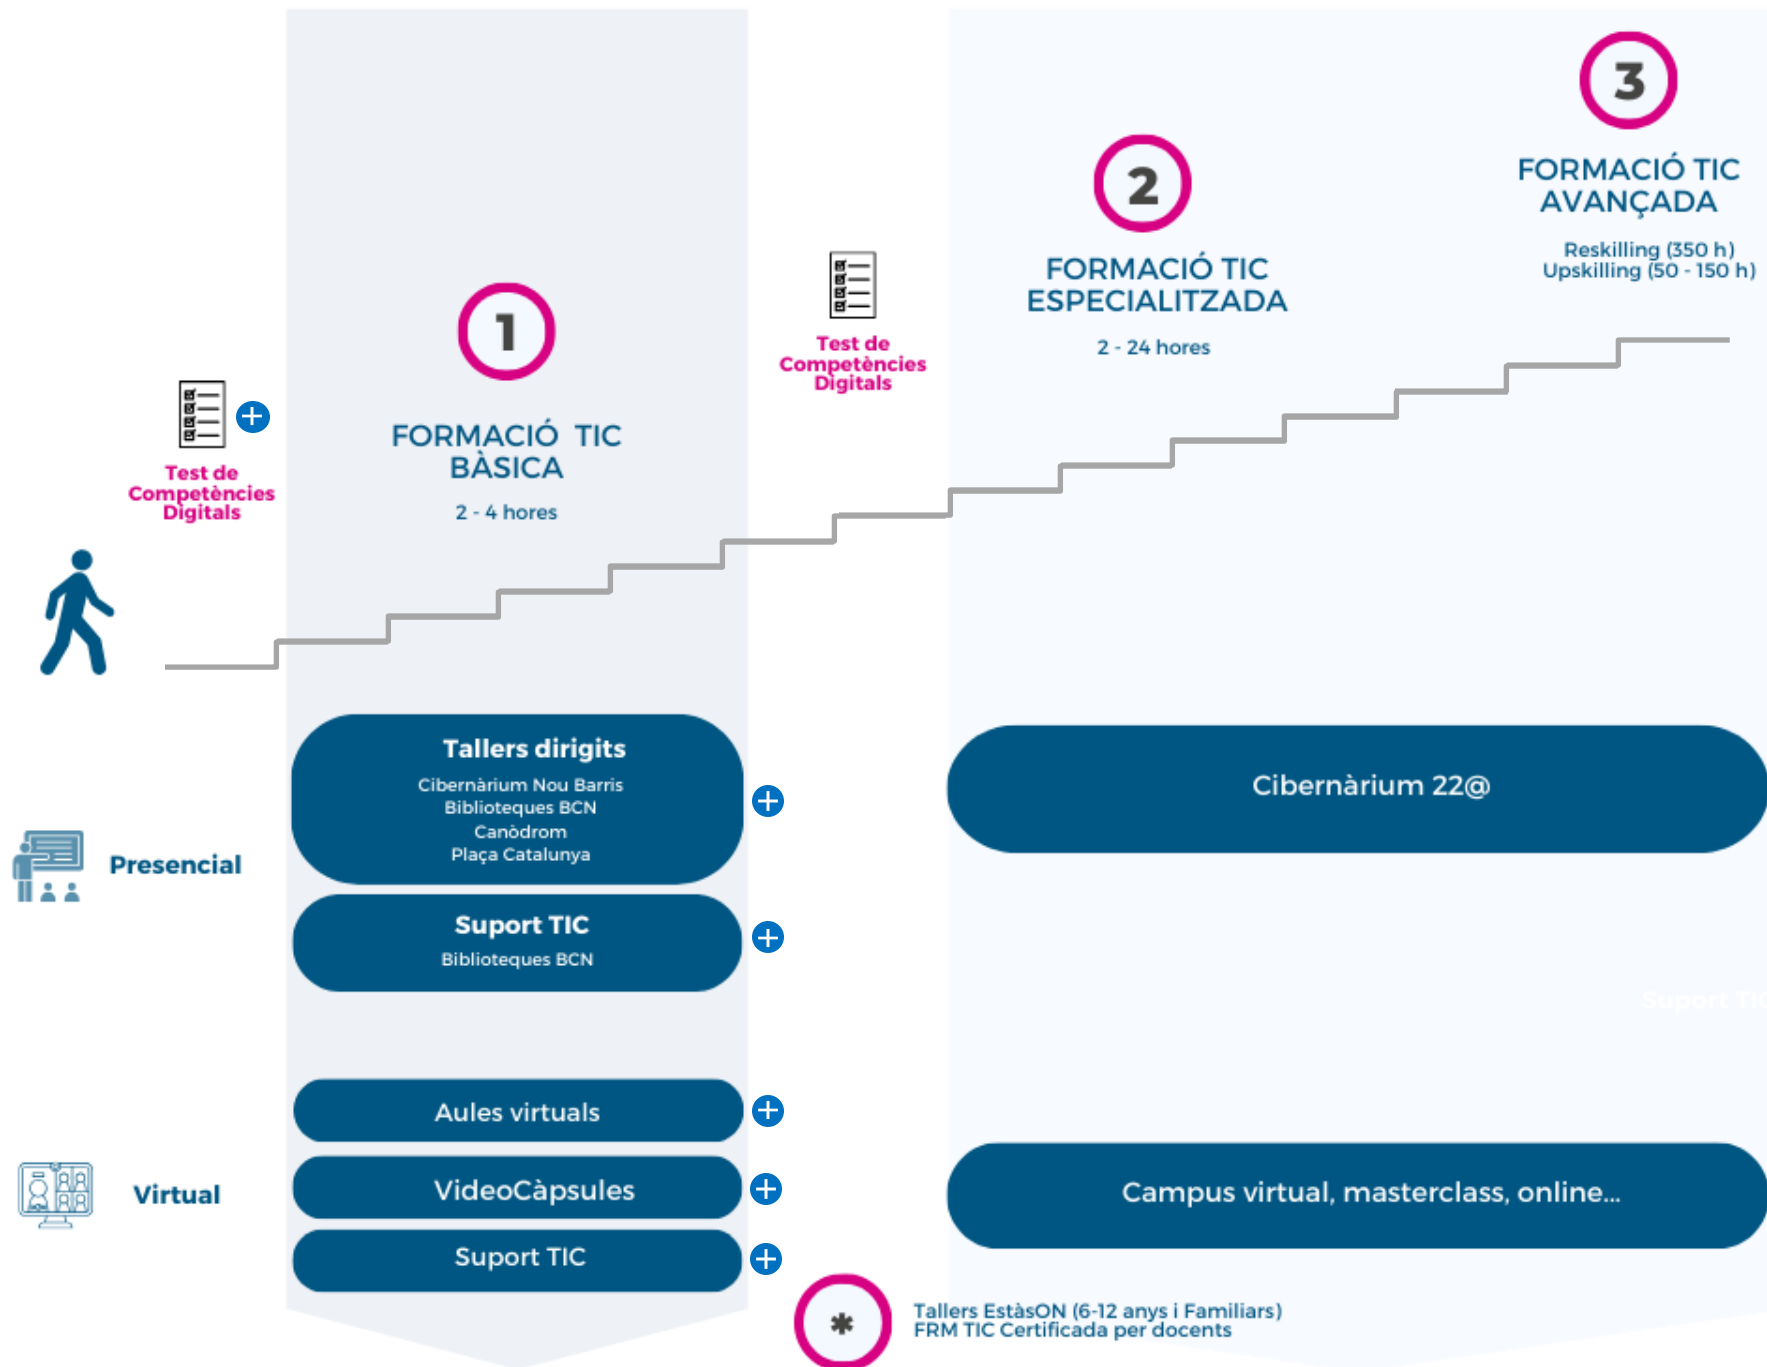 3
FORMACIÓ TIC
AVANÇADA
Reskilling (350 h)
Upskilling (50 - 150 h)
2
FORMACIÓ TIC
ESPECIALITZADA
2 - 24 hores
Test de
Competències
Digitals
1
FORMACIÓ TIC
BÀSICA
2 - 4 hores
Test de
Competències
Digitals
Presencial
Tallers dirigits
Cibernàrium Nou Barris
Biblioteques BCN
Canòdrom
Plaça Catalunya
Cibernàrium 22@
Suport TIC
Biblioteques BCN
Suport TI
Virtual
Aules virtuals
VideoCàpsules
Suport TIC
Campus virtual, masterclass, online...
*
Tallers EstàsON (6-12 anys i Familiars)
FRM TIC Certificada per docents